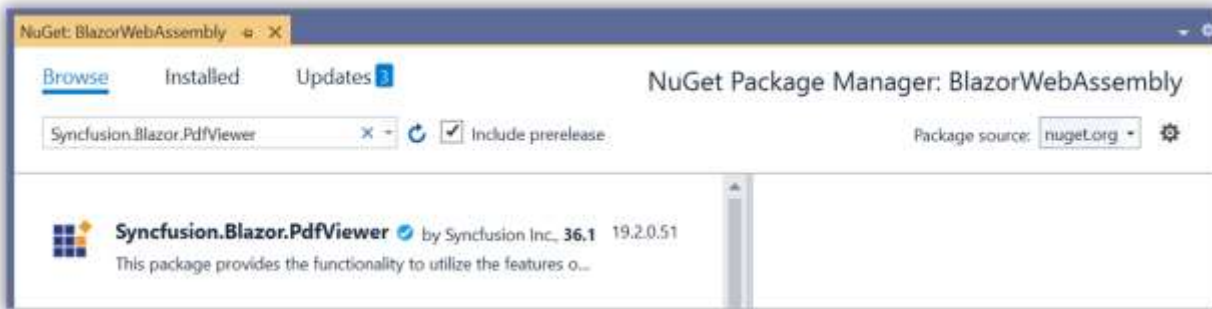 NuGet: BlazorWebAssembly
Browse Installed Updates 3
NuGet Package Manager: BlazorWebAssembly
Syncfusion.Blazor.PdfViewer Include prerelease Package source: nuget.org
Syncfusion.Blazor.PdfViewer by Syncfusion Inc., 36.1 19.2.0.51
This package provides the functionality to utilize the features o...